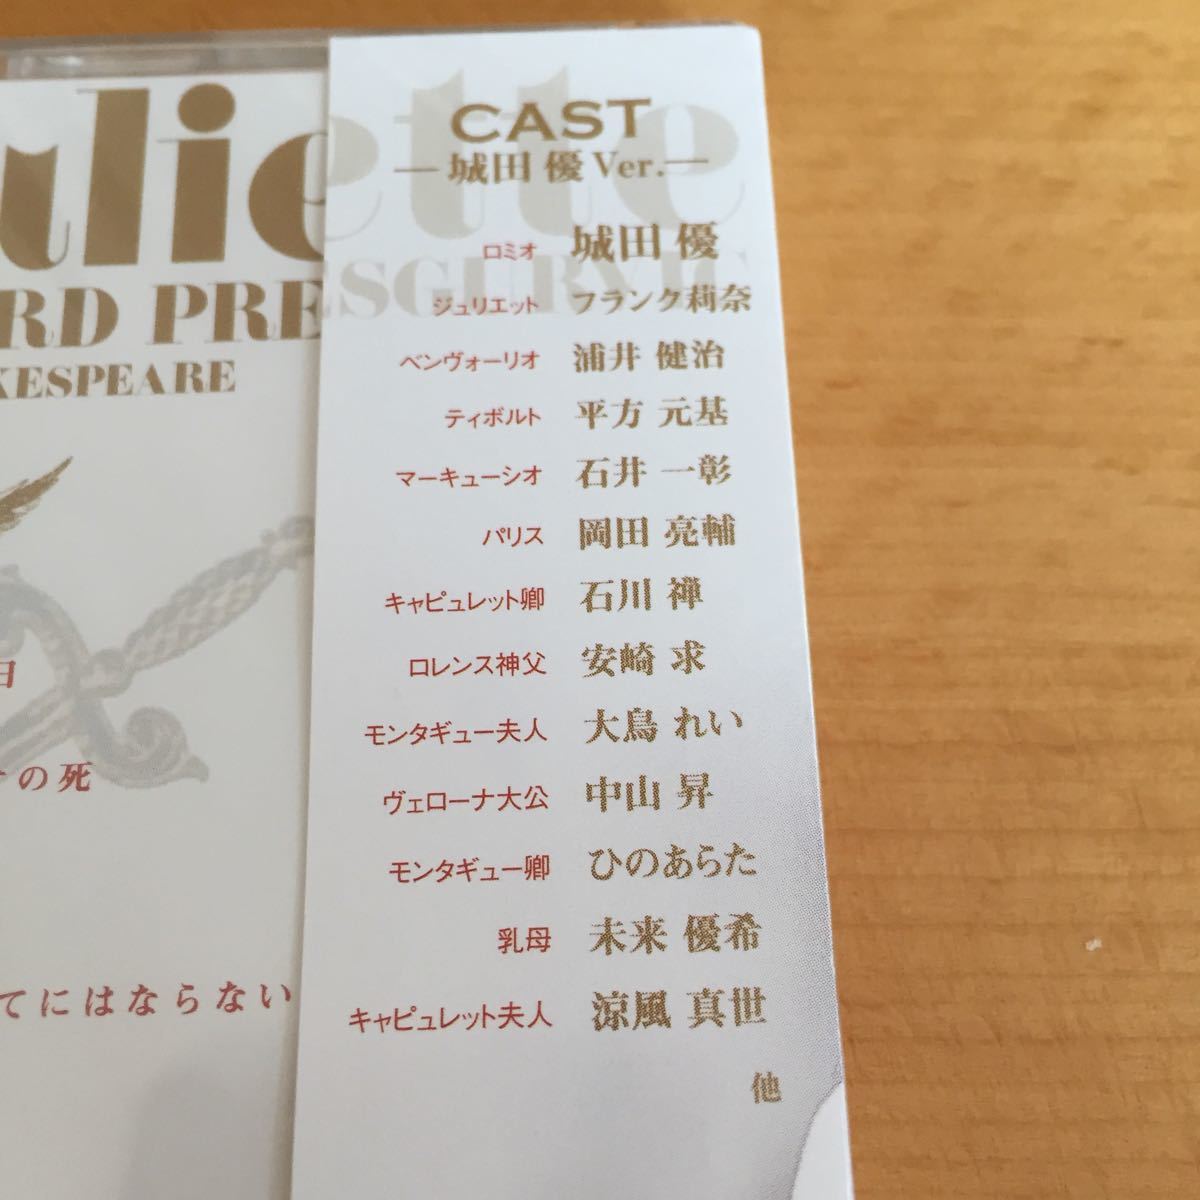 uliette
RD PRESGURVIC
KESPEARE
日
の死
てにはならない
CAST
― 城田 優 Ver.―
ロミオ 城田 優
ジュリエット フランク莉奈
ベンヴォーリオ 浦井 健治
ティボルト 平方 元基
マーキューシオ 石井 一彰
パリス 岡田 亮輔
キャピュレット卿 石川 禅
ロレンス神父 安崎 求
モンタギュー夫人 大鳥 れい
ヴェローナ大公 中山 昇
モンタギュー卿 ひのあらた
乳母 未来 優希
キャピュレット夫人 涼風 真世
他